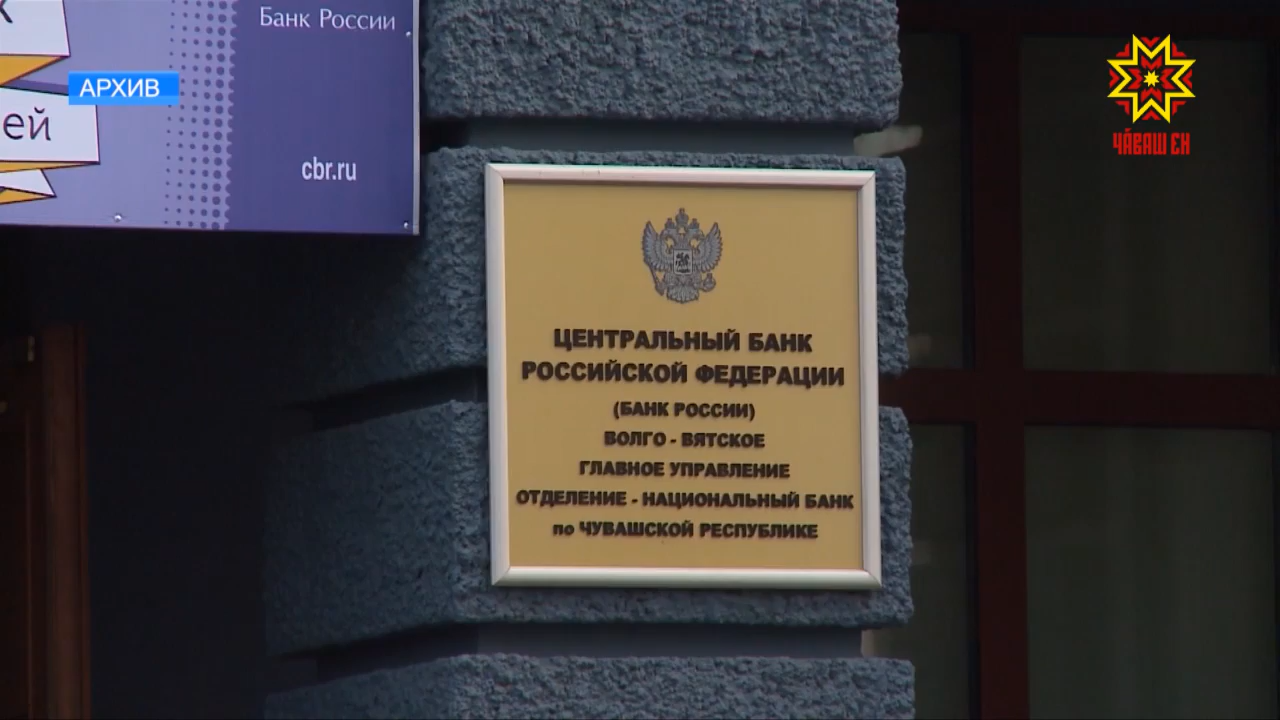 Банк России
АРХИВ
ей
cbr.ru
ЧӐВАШ ЕН
ЦЕНТРАЛЬНЫЙ БАНК
РОССИЙСКОЙ ФЕДЕРАЦИИ
(БАНК РОССИИ)
ВОЛГО - ВЯТСКОЕ
ГЛАВНОЕ УПРАВЛЕНИЕ
ОТДЕЛЕНИЕ - НАЦИОНАЛЬНЫЙ БАНК
по ЧУВАШСКОЙ РЕСПУБЛИКЕ